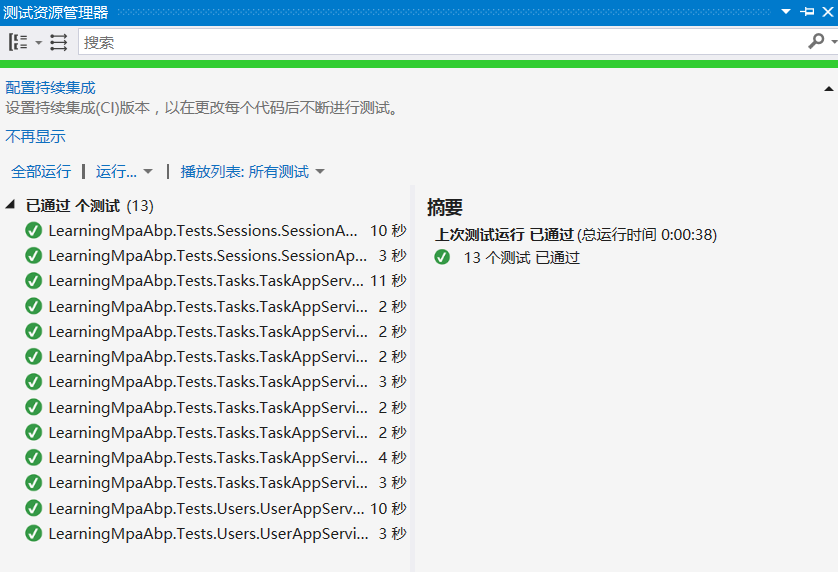 测试资源管理器
搜索
配置持续集成
设置持续集成(CI)版本，以在更改每个代码后不断进行测试。
不再显示
全部运行 | 运行... | 播放列表: 所有测试
已通过 个测试 (13)
LearningMpaAbp.Tests.Sessions.SessionA... 10 秒
LearningMpaAbp.Tests.Sessions.SessionAp... 3 秒
LearningMpaAbp.Tests.Tasks.TaskAppServ... 11 秒
LearningMpaAbp.Tests.Tasks.TaskAppServi... 2 秒
LearningMpaAbp.Tests.Tasks.TaskAppServi... 2 秒
LearningMpaAbp.Tests.Tasks.TaskAppServi... 2 秒
LearningMpaAbp.Tests.Tasks.TaskAppServi... 3 秒
LearningMpaAbp.Tests.Tasks.TaskAppServi... 2 秒
LearningMpaAbp.Tests.Tasks.TaskAppServi... 2 秒
LearningMpaAbp.Tests.Tasks.TaskAppServi... 4 秒
LearningMpaAbp.Tests.Tasks.TaskAppServi... 3 秒
LearningMpaAbp.Tests.Users.UserAppServ... 10 秒
LearningMpaAbp.Tests.Users.UserAppServi... 3 秒
摘要
上次测试运行 已通过 (总运行时间 0:00:38)
13 个测试 已通过